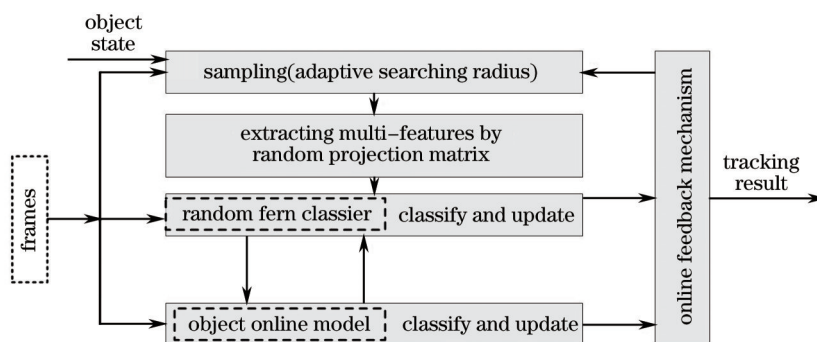 object
state
sampling(adaptive searching radius)
extracting multi-features by
random projection matrix
frames
random fern classier
classify and update
object online model
classify and update
online feedback mechanism
tracking
result